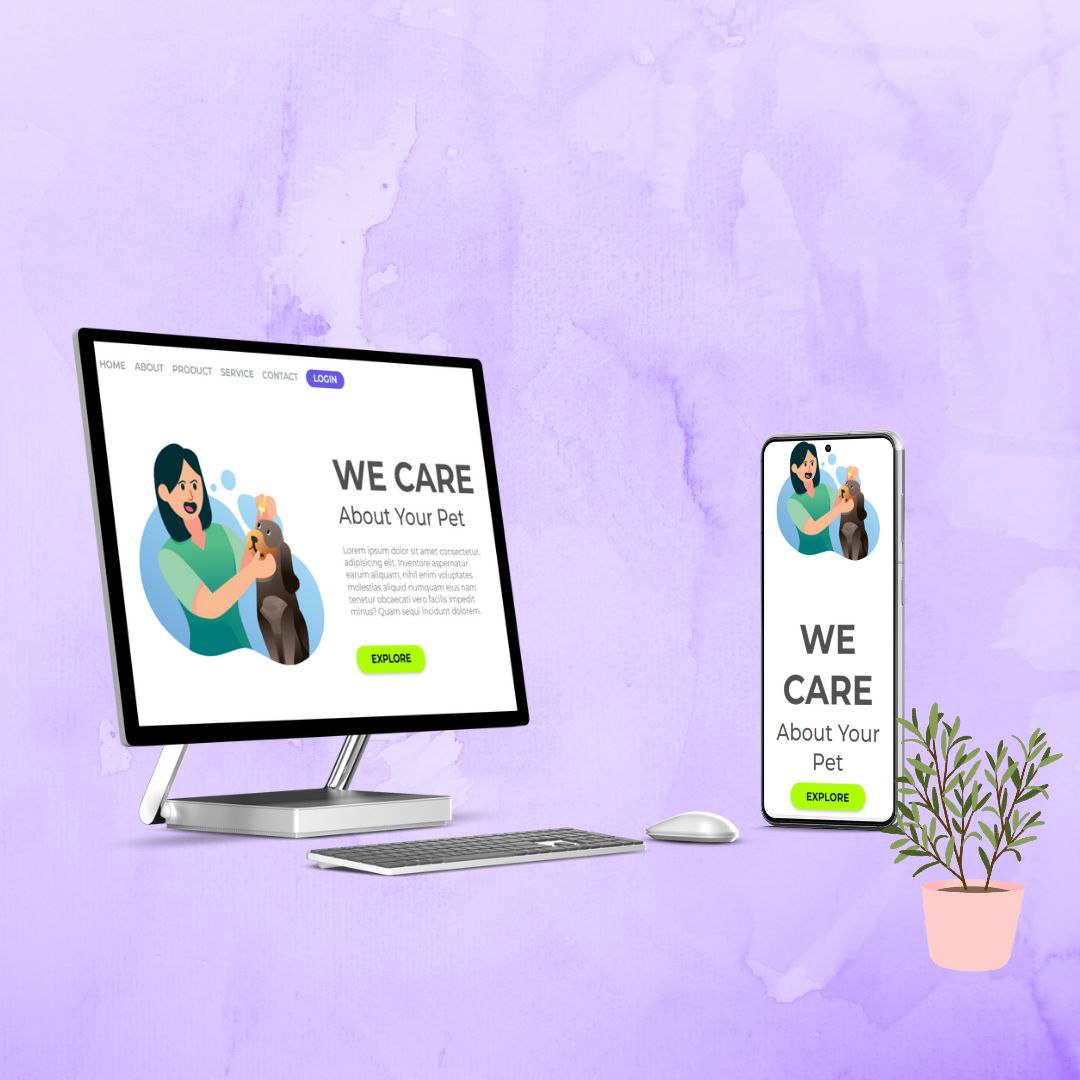 HOME ABOUT PRODUCT SERVICE CONTACT LOGIN
WE CARE
About Your Pet
Lorem ipsum dolor sit amet consectetur,
adipisicing elit. Inventore aspernatur
earum aliquam, nihil enim voluptates
molestias aliquid numquam eius nam
tenetur obcaecati vero facilis impedit
minus? Quam sequi incidunt dolorem.
EXPLORE
WE
CARE
About Your
Pet
EXPLORE